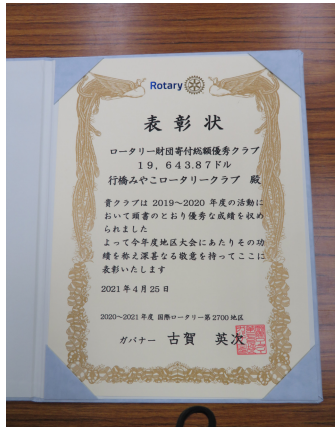 Rotary
表彰状
ロータリー財団寄付総額優秀クラブ
19,643.87ドル
行橋みやこロータリークラブ 殿
貴クラブは2019~2020年度の活動に
おいて頭書のとおり優秀な成績を収め
られました
よって今年度地区大会にあたりその功
績を称え深甚なる敬意を持ってここに
表彰いたします
2021年4月25日
2020~2021年度 国際ロータリー第2700地区
ガバナー 古賀 英次